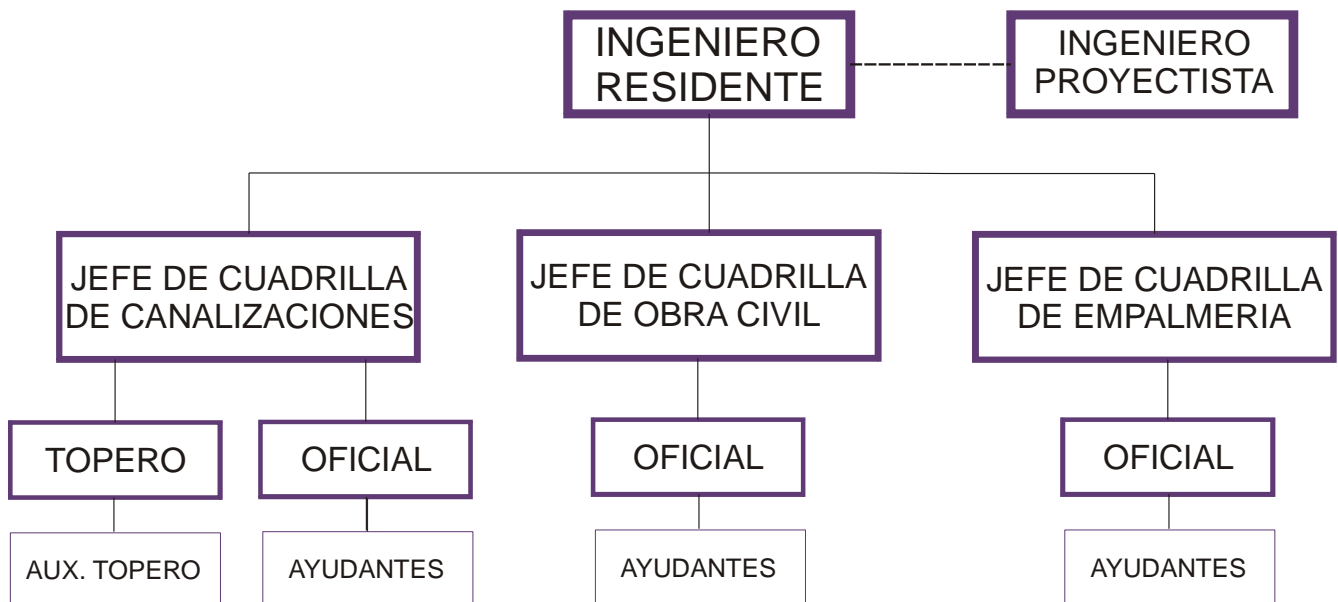 INGENIERO
RESIDENTE
INGENIERO
PROYECTISTA
JEFE DE CUADRILLA
DE CANALIZACIONES
JEFE DE CUADRILLA
DE OBRA CIVIL
JEFE DE CUADRILLA
DE EMPALMERIA
TOPERO
OFICIAL
OFICIAL
OFICIAL
AUX. TOPERO
AYUDANTES
AYUDANTES
AYUDANTES